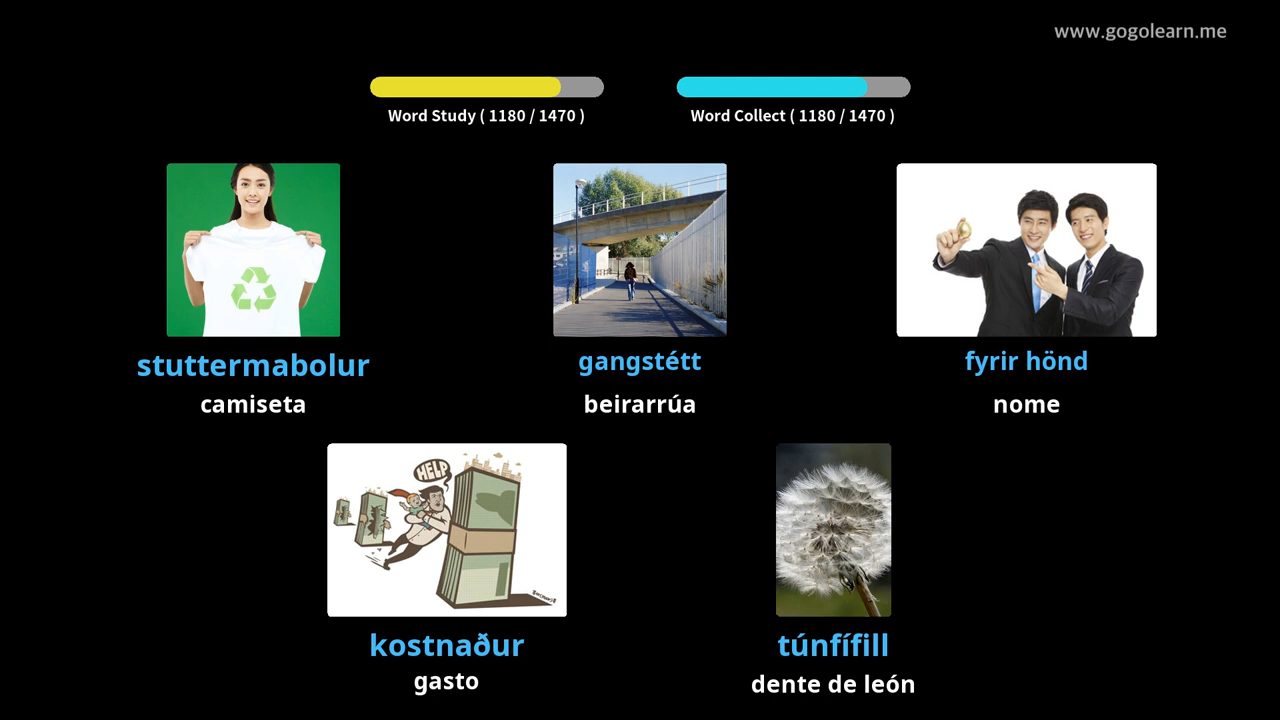 www.gogolearn.me
Word Study ( 1180 / 1470 )
Word Collect ( 1180 / 1470 )
stuttermabolur
camiseta
gangstétt
beirarrúa
fyrir hönd
nome
HELP
kostnaður
gasto
túnfífill
dente de león